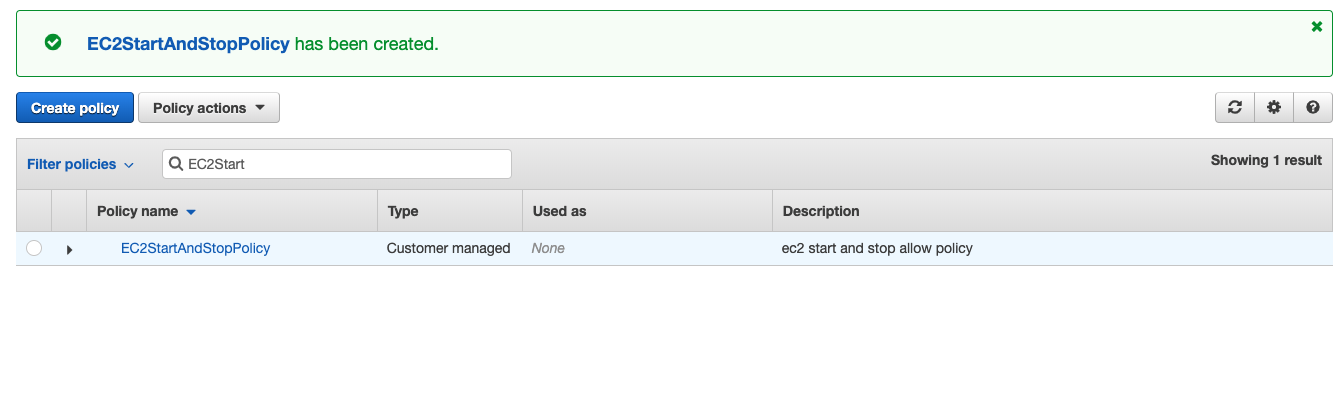 EC2StartAndStopPolicy has been created.
Create policy Policy actions
Filter policies EC2Start Showing 1 result
Policy name Type Used as Description
EC2StartAndStopPolicy Customer managed None ec2 start and stop allow policy